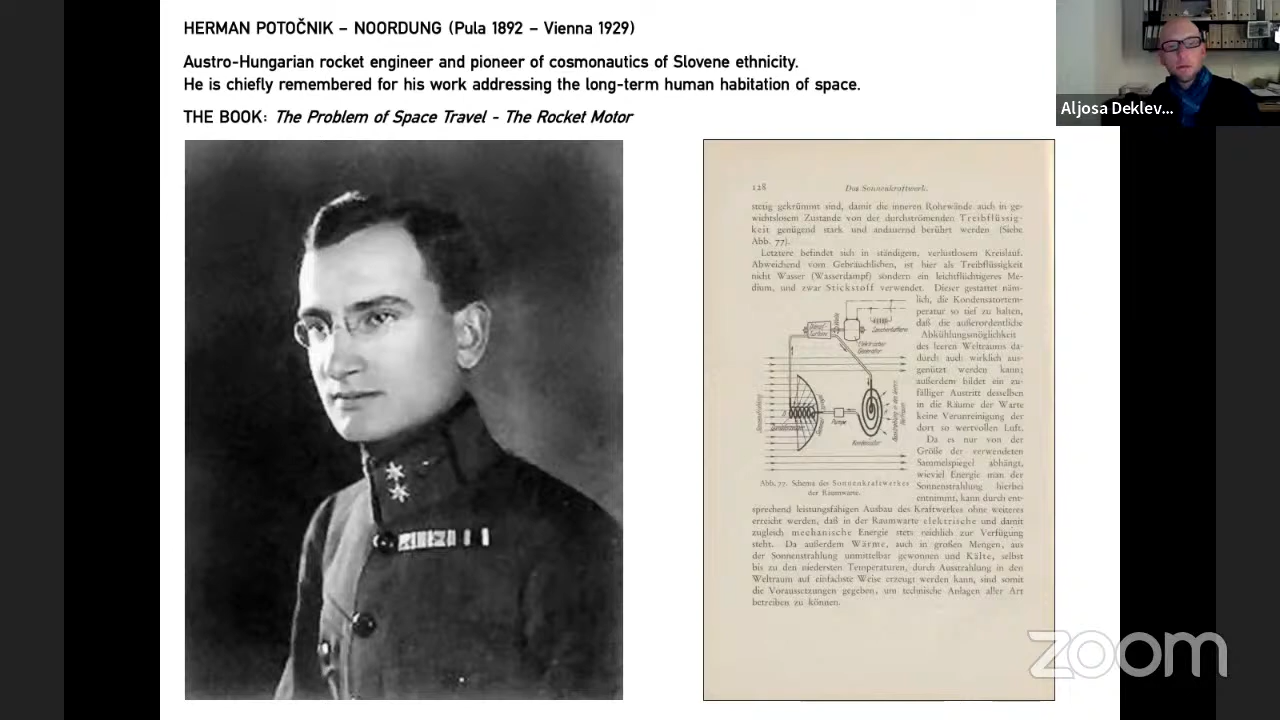 HERMAN POTOČNIK – NOORDUNG (Pula 1892 – Vienna 1929)
Austro-Hungarian rocket engineer and pioneer of cosmonautics of Slovene ethnicity.
He is chiefly remembered for his work addressing the long-term human habitation of space.
THE BOOK: The Problem of Space Travel - The Rocket Motor
Aljosa Deklev...
128
Das Sonnenkraftwerk.
stetig gekrümmt sind, damit die inneren Rohrwände auch in ge-
wichtslosem Zustande von der durchströmenden Treibflüssig-
keit genügend stark und andauernd berührt werden (Siehe
Abb. 77).
Letztere befindet sich in ständigem, verlustlosem Kreislauf.
Abweichend vom Gebräuchlichen, ist hier als Treibflüssigkeit
nicht Wasser (Wasserdampf) sondern ein leichtflüchtigeres Me-
dium, und zwar Stickstoff verwendet. Dieser gestattet näm-
lich, die Kondensatortem-
peratur so tief zu halten,
daß die außerordentliche
Abkühlungsmöglichkeit
des leeren Weltraums da-
durch auch wirklich aus-
genützt werden kann;
außerdem bildet ein zu-
fälliger Austritt desselben
in die Räume der Warte
keine Verunreinigung der
dort so wertvollen Luft.
Da es nur von der
Größe der verwendeten
Sammelspiegel abhängt,
wieviel Energie man der
Sonnenstrahlung hierbei
entnimmt, kann durch ent-
Elektrischer
Generator
Pumpe
Kondensator
Abb. 77. Schema des Sonnenkraftwerkes
der Raumwarte.
sprechend leistungsfähigen Ausbau des Kraftwerkes ohne weiteres
erreicht werden, daß in der Raumwarte elektrische und damit
zugleich mechanische Energie stets reichlich zur Verfügung
steht. Da außerdem Wärme, auch in großen Mengen, aus
der Sonnenstrahlung unmittelbar gewonnen und Kälte, selbst
bis zu den niedersten Temperaturen, durch Ausstrahlung in den
Weltraum auf einfachste Weise erzeugt werden kann, sind somit
die Voraussetzungen gegeben, um technische Anlagen aller Art
betreiben zu können.
zoom